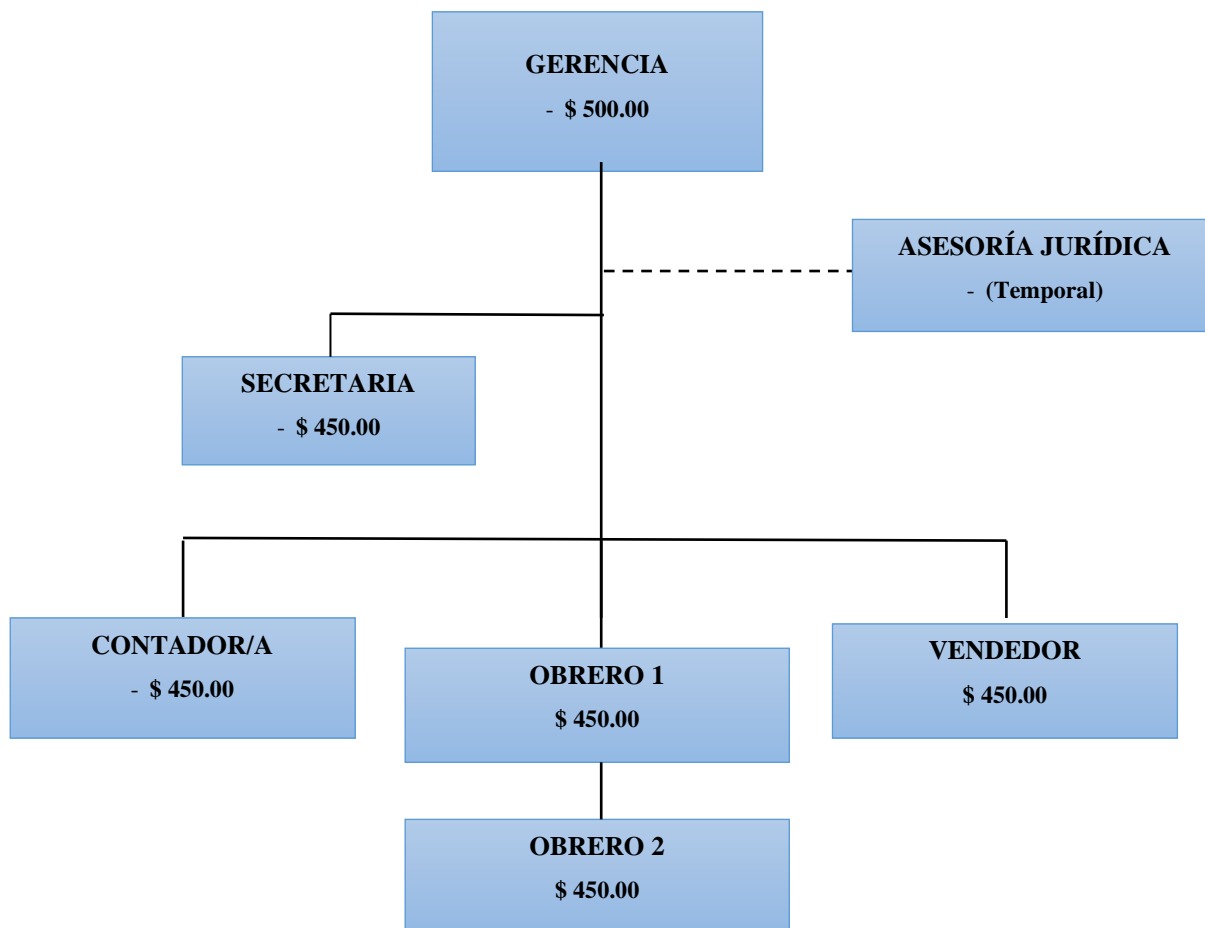 GERENCIA
- $ 500.00
ASESORÍA JURÍDICA
- (Temporal)
SECRETARIA
- $ 450.00
CONTADOR/A
- $ 450.00
OBRERO 1
$ 450.00
VENDEDOR
$ 450.00
OBRERO 2
$ 450.00